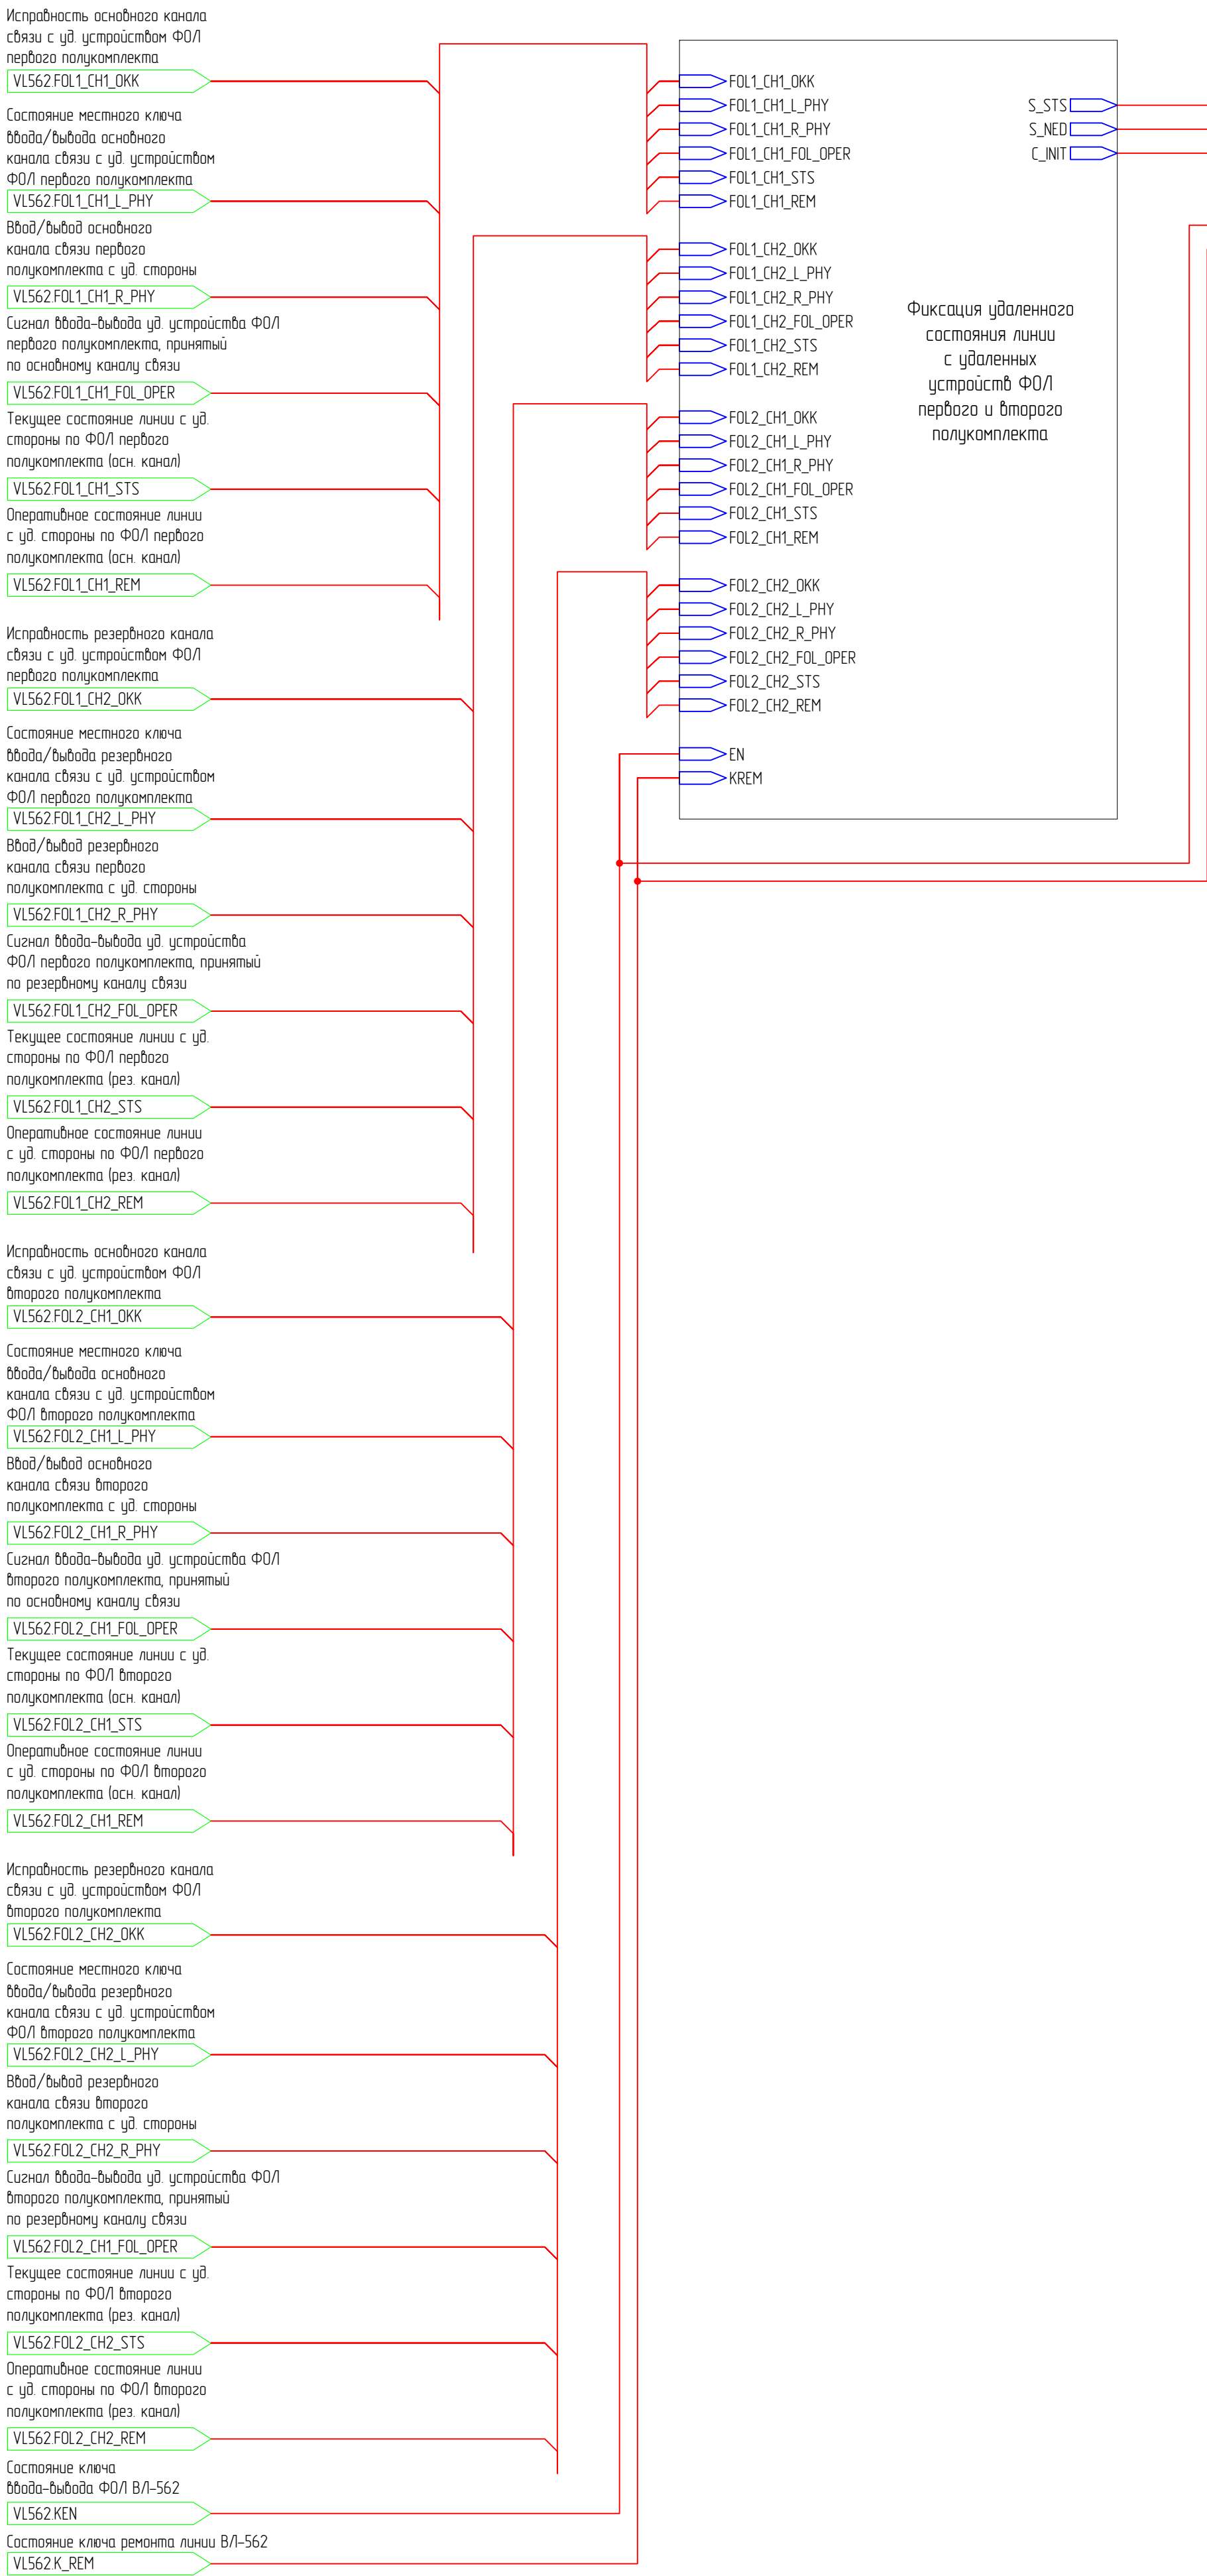 Исправность основного канала
связи с уд. устройством ФОЛ
первого полукомплекта
VL562.FOL1_CH1_OKK
Состояние местного ключа
ввода/вывода основного
канала связи с уд. устройством
ФОЛ первого полукомплекта
VL562.FOL1_CH1_L_PHY
Ввод/вывод основного
канала связи первого
полукомплекта с уд. стороны
VL562.FOL1_CH1_R_PHY
Сигнал ввода-вывода уд. устройства ФОЛ
первого полукомплекта, принятый
по основному каналу связи
VL562.FOL1_CH1_FOL_OPER
Текущее состояние линии с уд.
стороны по ФОЛ первого
полукомплекта (осн. канал)
VL562.FOL1_CH1_STS
Оперативное состояние линии
с уд. стороны по ФОЛ первого
полукомплекта (осн. канал)
VL562.FOL1_CH1_REM
Исправность резервного канала
связи с уд. устройством ФОЛ
первого полукомплекта
VL562.FOL1_CH2_OKK
Состояние местного ключа
ввода/вывода резервного
канала связи с уд. устройством
ФОЛ первого полукомплекта
VL562.FOL1_CH2_L_PHY
Ввод/вывод резервного
канала связи первого
полукомплекта с уд. стороны
VL562.FOL1_CH2_R_PHY
Сигнал ввода-вывода уд. устройства
ФОЛ первого полукомплекта, принятый
по резервному каналу связи
VL562.FOL1_CH2_FOL_OPER
Текущее состояние линии с уд.
стороны по ФОЛ первого
полукомплекта (рез. канал)
VL562.FOL1_CH2_STS
Оперативное состояние линии
с уд. стороны по ФОЛ первого
полукомплекта (рез. канал)
VL562.FOL1_CH2_REM
Исправность основного канала
связи с уд. устройством ФОЛ
второго полукомплекта
VL562.FOL2_CH1_OKK
Состояние местного ключа
ввода/вывода основного
канала связи с уд. устройством
ФОЛ второго полукомплекта
VL562.FOL2_CH1_L_PHY
Ввод/вывод основного
канала связи второго
полукомплекта с уд. стороны
VL562.FOL2_CH1_R_PHY
Сигнал ввода-вывода уд. устройства ФОЛ
второго полукомплекта, принятый
по основному каналу связи
VL562.FOL2_CH1_FOL_OPER
Текущее состояние линии с уд.
стороны по ФОЛ второго
полукомплекта (осн. канал)
VL562.FOL2_CH1_STS
Оперативное состояние линии
с уд. стороны по ФОЛ второго
полукомплекта (осн. канал)
VL562.FOL2_CH1_REM
Исправность резервного канала
связи с уд. устройством ФОЛ
второго полукомплекта
VL562.FOL2_CH2_OKK
Состояние местного ключа
ввода/вывода резервного
канала связи с уд. устройством
ФОЛ второго полукомплекта
VL562.FOL2_CH2_L_PHY
Ввод/вывод резервного
канала связи второго
полукомплекта с уд. стороны
VL562.FOL2_CH2_R_PHY
Сигнал ввода-вывода уд. устройства ФОЛ
второго полукомплекта, принятый
по резервному каналу связи
VL562.FOL2_CH1_FOL_OPER
Текущее состояние линии с уд.
стороны по ФОЛ второго
полукомплекта (рез. канал)
VL562.FOL2_CH2_STS
Оперативное состояние линии
с уд. стороны по ФОЛ второго
полукомплекта (рез. канал)
VL562.FOL2_CH2_REM
Состояние ключа
ввода-вывода ФОЛ ВЛ-562
VL562.KEN
Состояние ключа ремонта линии ВЛ-562
VL562.K_REM
FOL1_CH1_OKK
FOL1_CH1_L_PHY
FOL1_CH1_R_PHY
FOL1_CH1_FOL_OPER
FOL1_CH1_STS
FOL1_CH1_REM
FOL1_CH2_OKK
FOL1_CH2_L_PHY
FOL1_CH2_R_PHY
FOL1_CH2_FOL_OPER
FOL1_CH2_STS
FOL1_CH2_REM
FOL2_CH1_OKK
FOL2_CH1_L_PHY
FOL2_CH1_R_PHY
FOL2_CH1_FOL_OPER
FOL2_CH1_STS
FOL2_CH1_REM
FOL2_CH2_OKK
FOL2_CH2_L_PHY
FOL2_CH2_R_PHY
FOL2_CH2_FOL_OPER
FOL2_CH2_STS
FOL2_CH2_REM
EN
KREM
Фиксация удаленного
состояния линии
с удаленных
устройств ФОЛ
первого и второго
полукомплекта
S_STS
S_NED
C_INIT